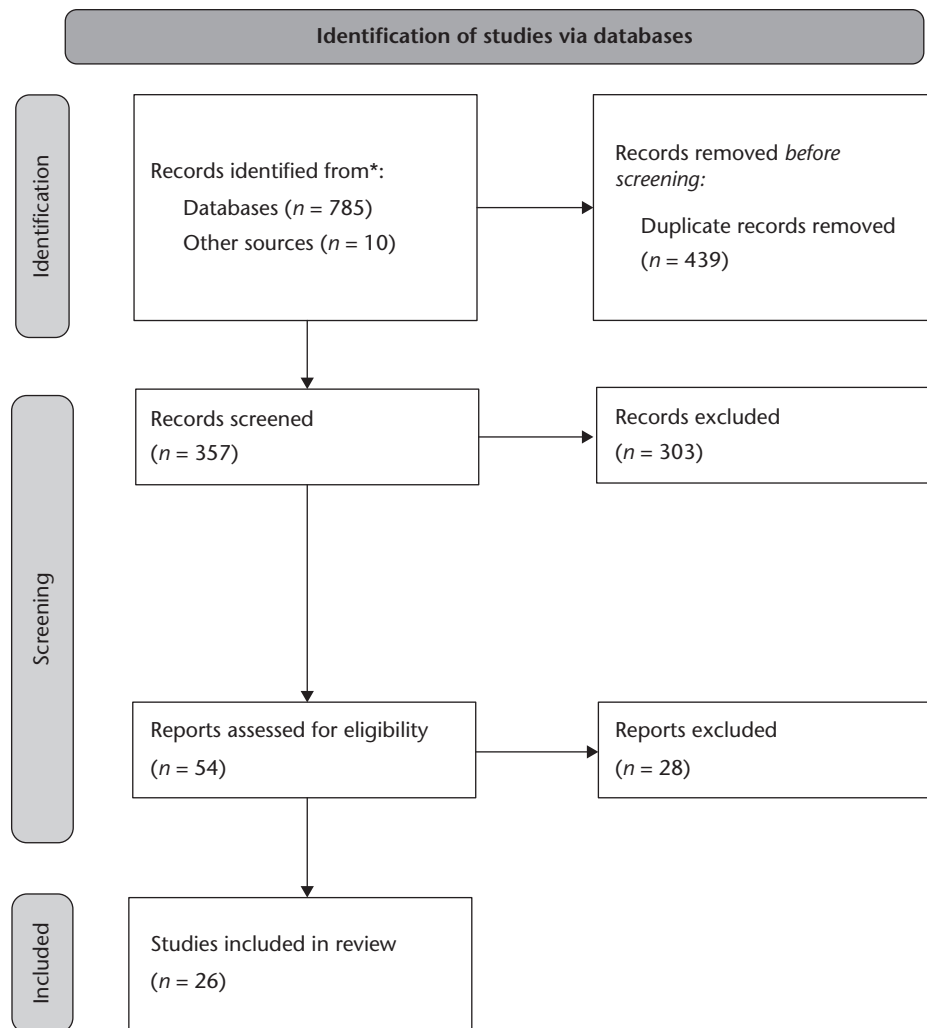 Identification of studies via databases
Identification
Records identified from*:
Databases (n = 785)
Other sources (n = 10)
Records removed before
screening:
Duplicate records removed
(n = 439)
Screening
Records screened
(n = 357)
Records excluded
(n = 303)
Reports assessed for eligibility
(n = 54)
Reports excluded
(n = 28)
Included
Studies included in review
(n = 26)